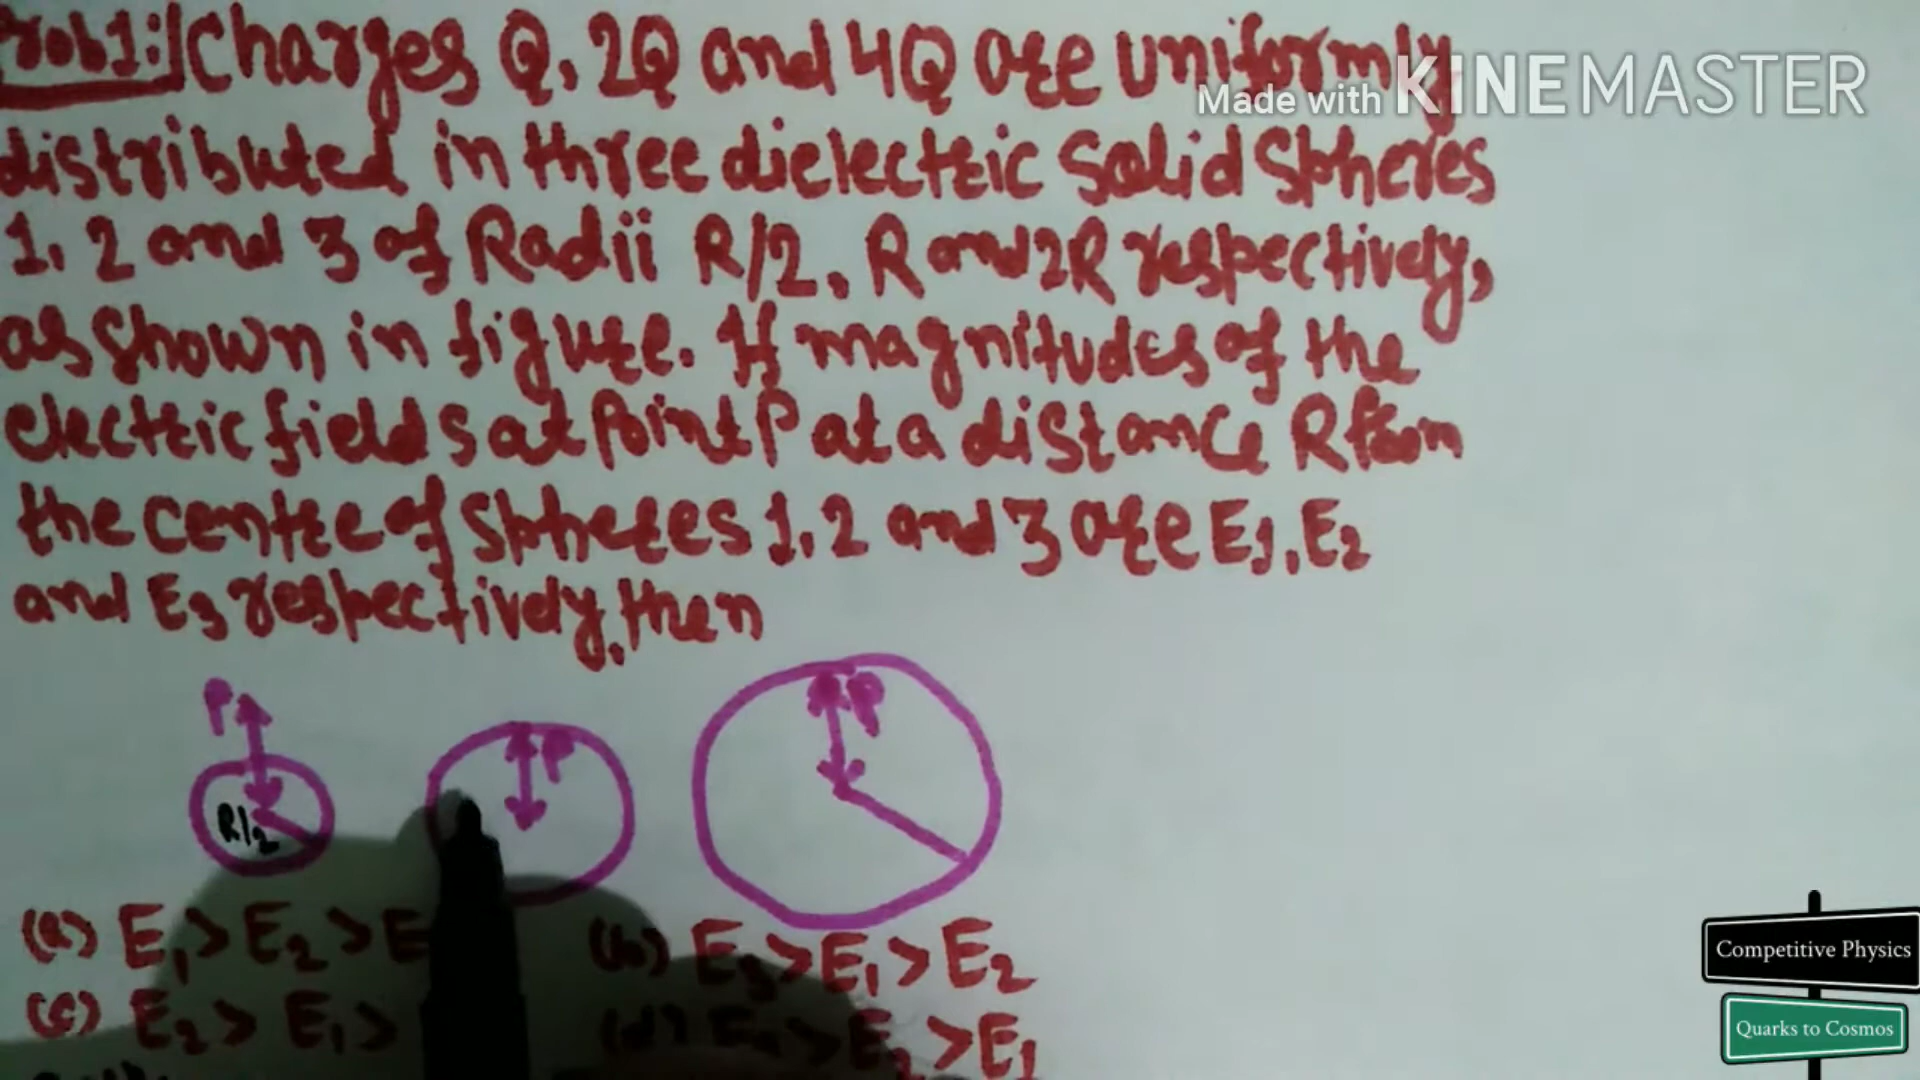 Prob1:| Charges Q, 2Q and 4Q are uniformly
Made with KINEMASTER
distributed in three dielectric solid spheres
1, 2 and 3 of Radii R/2, R and 2R respectively,
as shown in figure. If magnitudes of the
electric fields at point P at a distance R from
the centre of spheres 1, 2 and 3 are E1, E2
and E3 respectively, then
P
P
P
R/2
(a) E1 > E2 > E
(b) E3 > E1 > E2
(c) E2 > E1 >
(d) > E2 > E1
Competitive Physics
Quarks to Cosmos